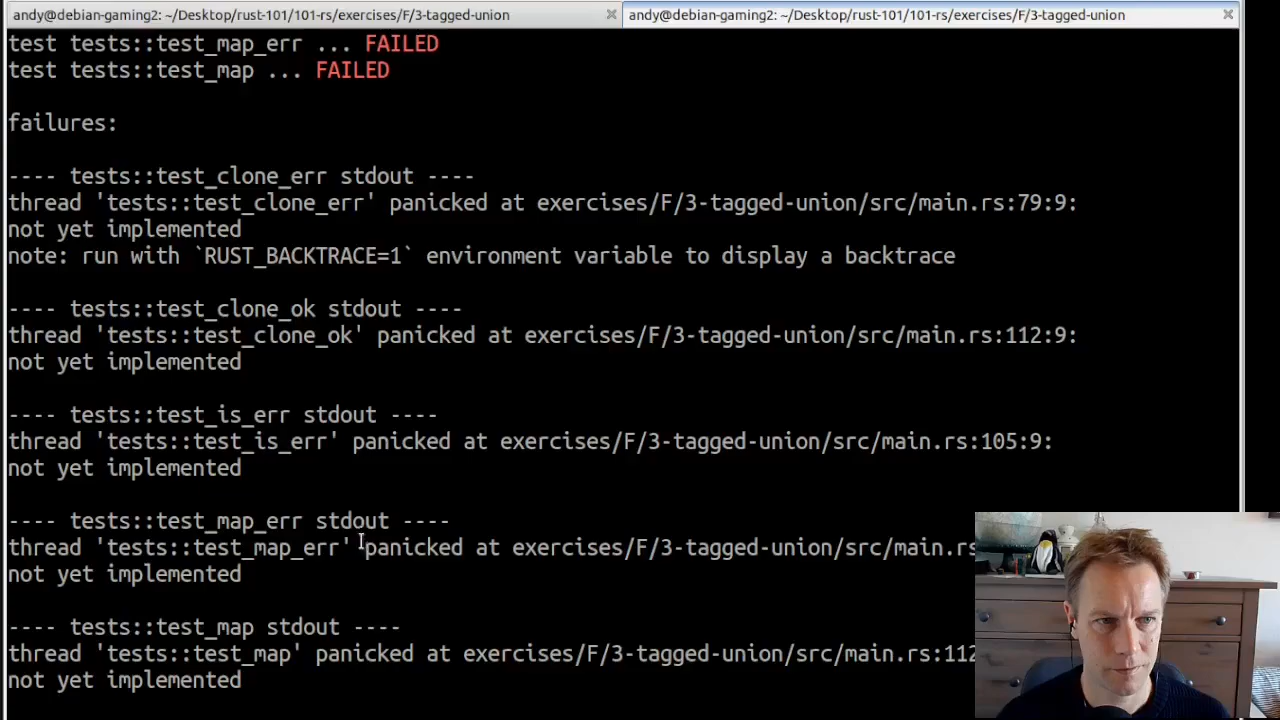 andy@debian-gaming2: ~/Desktop/rust-101/101-rs/exercises/F/3-tagged-union
andy@debian-gaming2: ~/Desktop/rust-101/101-rs/exercises/F/3-tagged-union
test tests::test_map_err ... FAILED
test tests::test_map ... FAILED
failures:
---- tests::test_clone_err stdout ----
thread 'tests::test_clone_err' panicked at exercises/F/3-tagged-union/src/main.rs:79:9:
not yet implemented
note: run with `RUST_BACKTRACE=1` environment variable to display a backtrace
---- tests::test_clone_ok stdout ----
thread 'tests::test_clone_ok' panicked at exercises/F/3-tagged-union/src/main.rs:112:9:
not yet implemented
---- tests::test_is_err stdout ----
thread 'tests::test_is_err' panicked at exercises/F/3-tagged-union/src/main.rs:105:9:
not yet implemented
---- tests::test_map_err stdout ----
thread 'tests::test_map_err' panicked at exercises/F/3-tagged-union/src/main.rs
not yet implemented
---- tests::test_map stdout ----
thread 'tests::test_map' panicked at exercises/F/3-tagged-union/src/main.rs:112
not yet implemented